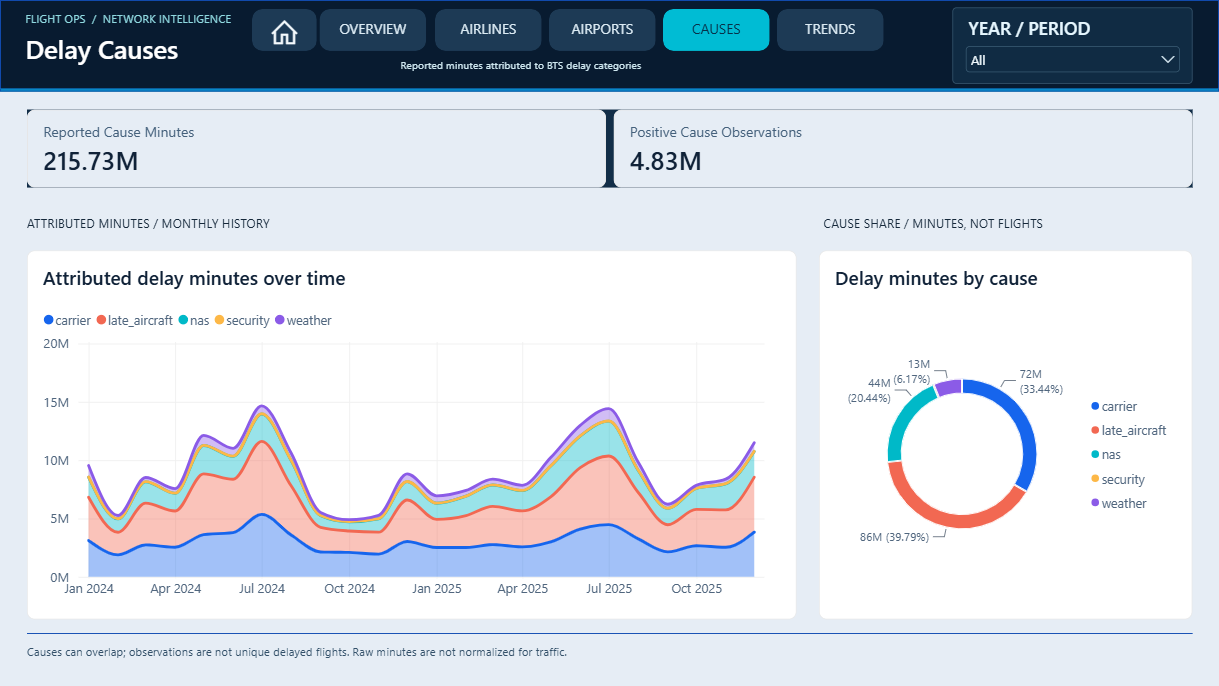 FLIGHT OPS / NETWORK INTELLIGENCE
Delay Causes
OVERVIEW
AIRLINES
AIRPORTS
CAUSES
TRENDS
Reported minutes attributed to BTS delay categories
YEAR / PERIOD
All
Reported Cause Minutes
215.73M
Positive Cause Observations
4.83M
ATTRIBUTED MINUTES / MONTHLY HISTORY
Attributed delay minutes over time
carrier late_aircraft nas security weather
20M
15M
10M
5M
0M
Jan 2024 Apr 2024 Jul 2024 Oct 2024 Jan 2025 Apr 2025 Jul 2025 Oct 2025
CAUSE SHARE / MINUTES, NOT FLIGHTS
Delay minutes by cause
13M
(6.17%)
72M
(33.44%)
44M
(20.44%)
86M (39.79%)
carrier
late_aircraft
nas
security
weather
Causes can overlap; observations are not unique delayed flights. Raw minutes are not normalized for traffic.